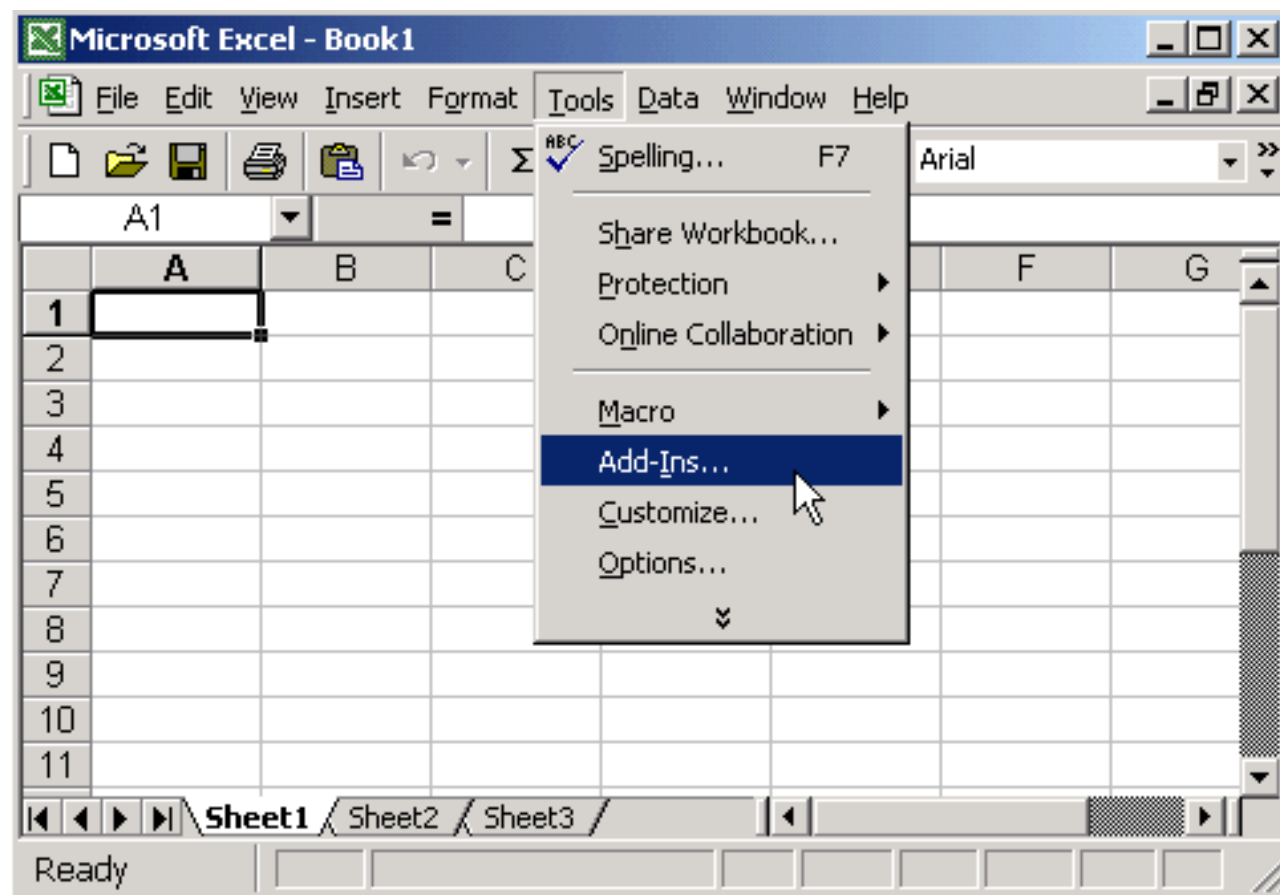 Microsoft Excel - Book1
File Edit View Insert Format Tools Data Window Help
Σ ABC Spelling... F7 Arial
A1 =
Share Workbook...
A B C F G
Protection
1
Online Collaboration
2
3
Macro
4
Add-Ins...
5
Customize...
6
Options...
7
8
9
10
11
Sheet1 Sheet2 Sheet3
Ready